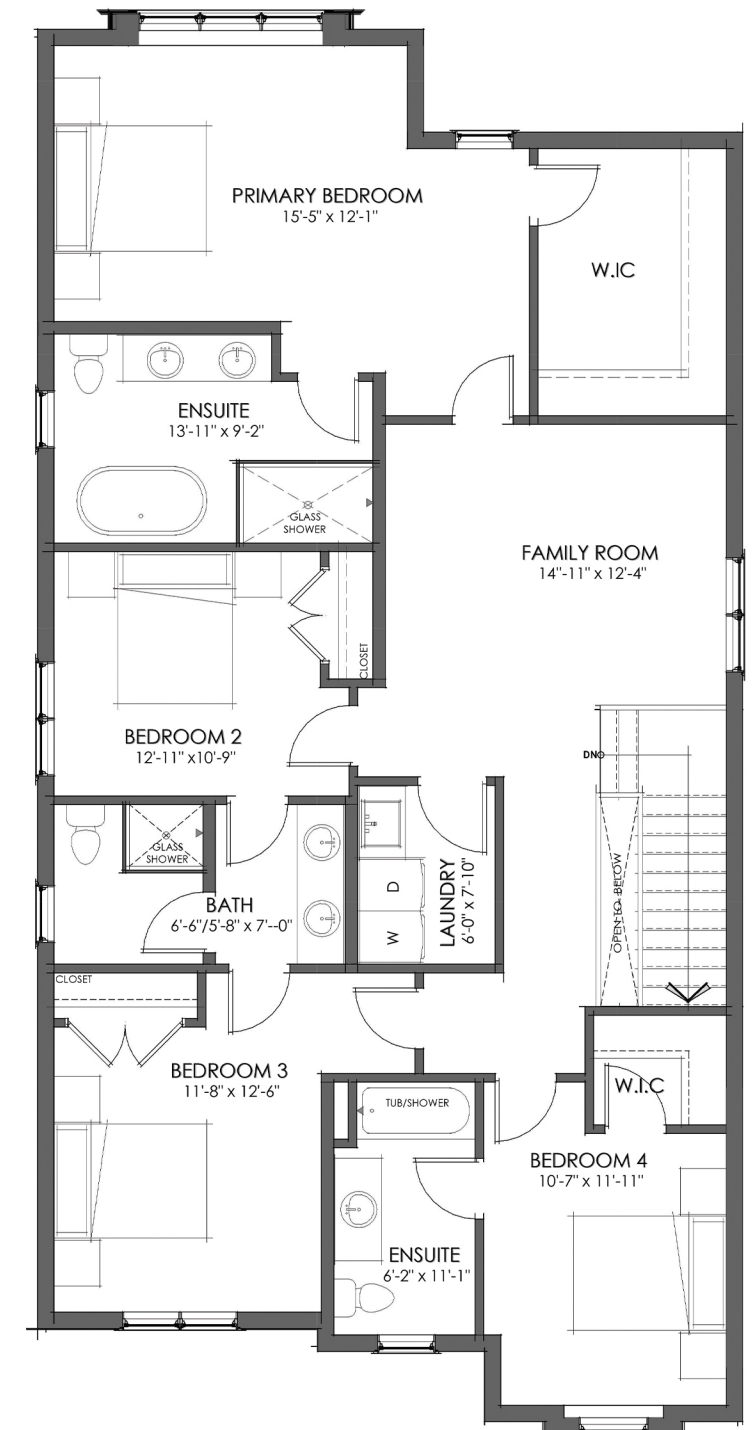 PRIMARY BEDROOM
15'-5" x 12'-1"
W.IC
ENSUITE
13'-11" x 9'-2"
GLASS
SHOWER
FAMILY ROOM
14"-11" x 12'-4"
CLOSET
BEDROOM 2
12'-11" x10'-9"
DN
GLASS
SHOWER
BATH
6'-6"/5'-8" x 7'--0"
D
W
LAUNDRY
6'-0" x 7'-10"
OPEN TO BELOW
CLOSET
BEDROOM 3
11'-8" x 12'-6"
TUB/SHOWER
W.I.C
BEDROOM 4
10'-7" x 11'-11"
ENSUITE
6'-2" x 11'-1"